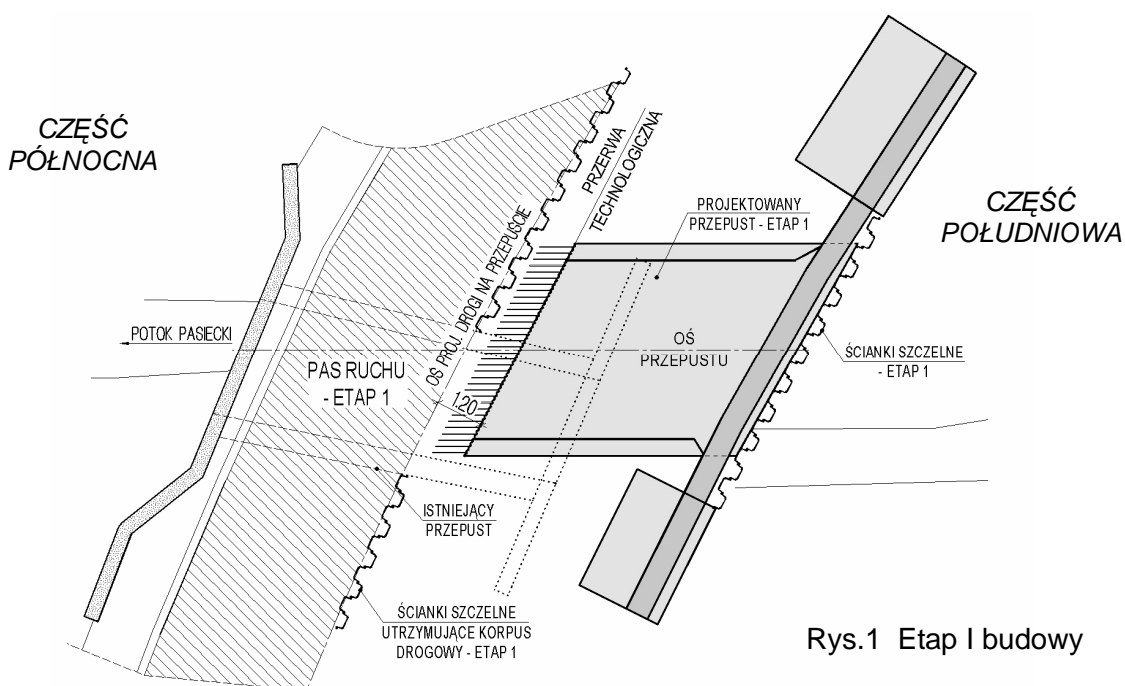 CZĘŚĆ
PÓŁNOCNA
OŚ PROJ. DROGI NA PRZEPUŚCIE
PRZERWA
TECHNOLOGICZNA
PROJEKTOWANY
PRZEPUST - ETAP 1
CZĘŚĆ
POŁUDNIOWA
POTOK PASIECKI
PAS RUCHU
- ETAP 1
1.20
OŚ
PRZEPUSTU
ŚCIANKI SZCZELNE
- ETAP 1
ISTNIEJĄCY
PRZEPUST
ŚCIANKI SZCZELNE
UTRZYMUJĄCE KORPUS
DROGOWY - ETAP 1
Rys.1 Etap I budowy